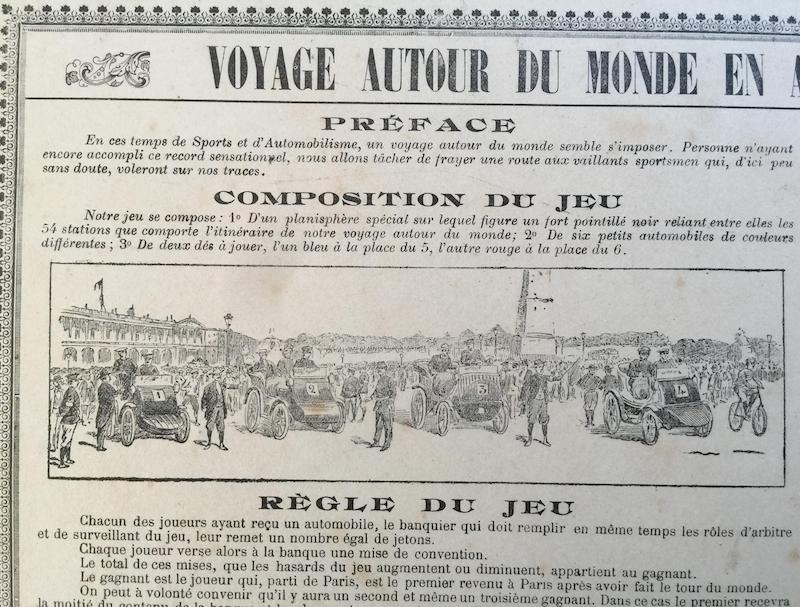 VOYAGE AUTOUR DU MONDE EN A
PRÉFACE
En ces temps de Sports et d'Automobilisme, un voyage autour du monde semble s'imposer. Personne n'ayant
encore accompli ce record sensationnel, nous allons tâcher de frayer une route aux vaillants sportsmen qui, d'ici peu
sans doute, voleront sur nos traces.
COMPOSITION DU JEU
Notre jeu se compose : 1º D'un planisphère spécial sur lequel figure un fort pointillé noir reliant entre elles les
54 stations que comporte l'itinéraire de notre voyage autour du monde; 2º De six petits automobiles de couleurs
différentes ; 3º De deux dés à jouer, l'un bleu à la place du 5, l'autre rouge à la place du 6.
1 2 3 4
RÈGLE DU JEU
Chacun des joueurs ayant reçu un automobile, le banquier qui doit remplir en même temps les rôles d'arbitre
et de surveillant du jeu, leur remet un nombre égal de jetons.
Chaque joueur verse alors à la banque une mise de convention.
Le total de ces mises, que les hasards du jeu augmentent ou diminuent, appartient au gagnant.
Le gagnant est le joueur qui, parti de Paris, est le premier revenu à Paris après avoir fait le tour du monde.
On peut à volonté convenir qu'il y aura un second et même un troisième gagnant. Dans ce cas le premier recevra
la moitié du contenu de la